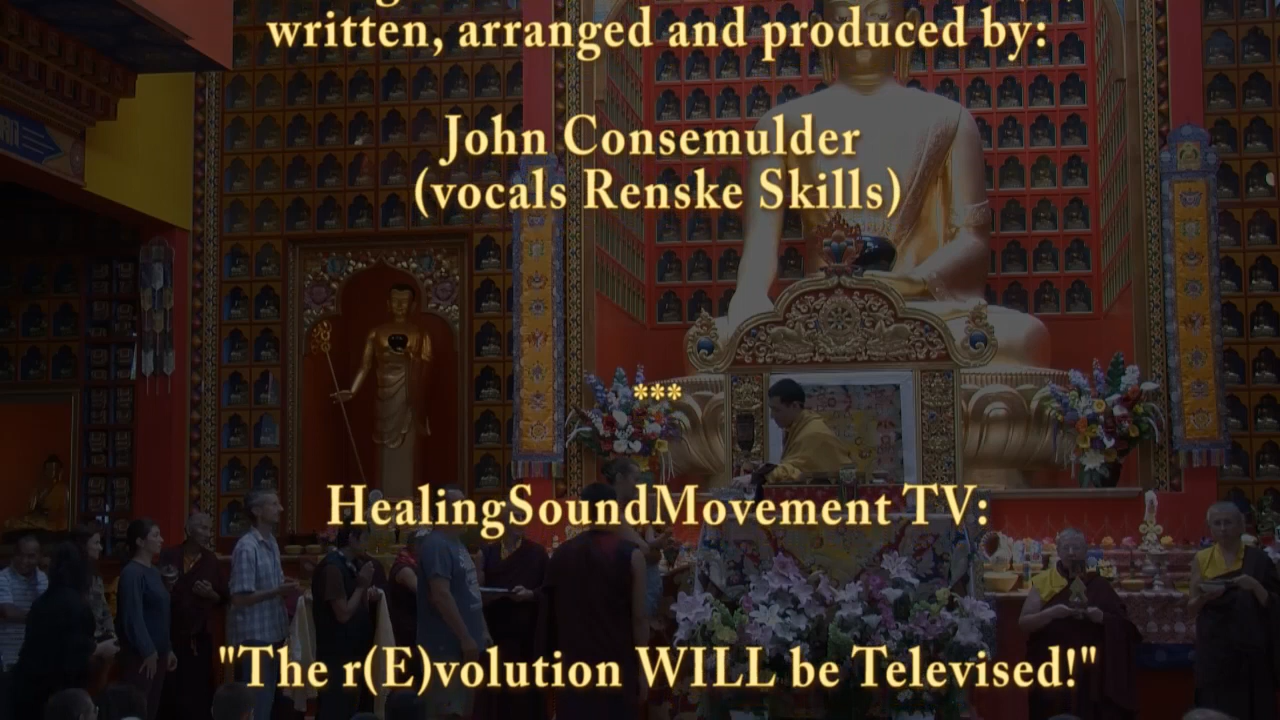 written, arranged and produced by:
John Consemulder
(vocals Renske Skills)
***
HealingSoundMovement TV:
"The r(E)volution WILL be Televised!"